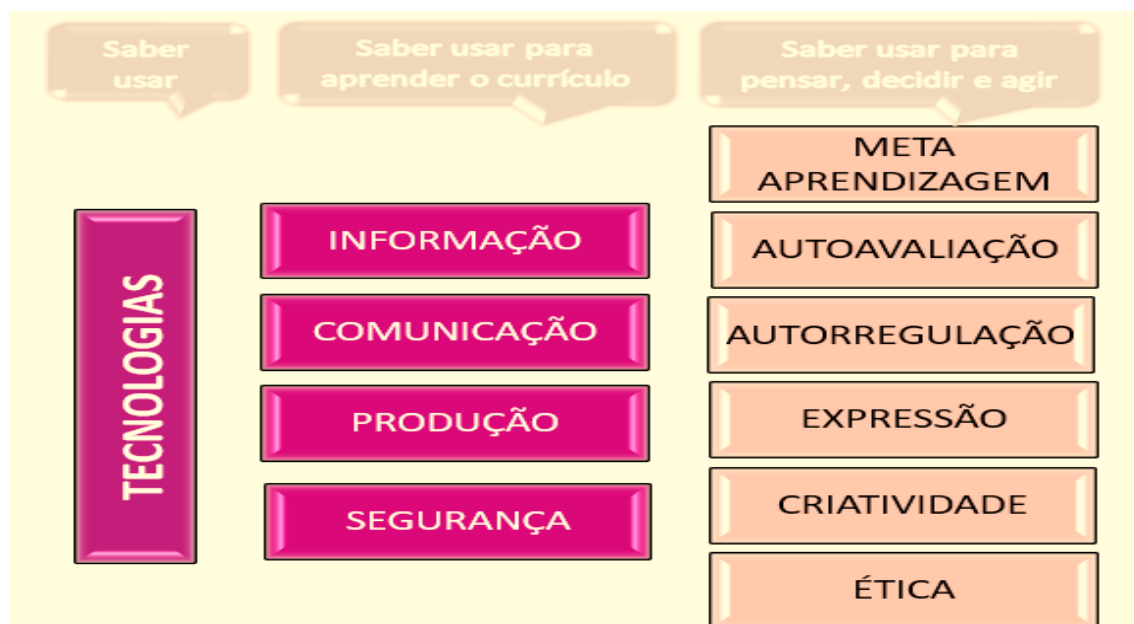 Saber
usar
Saber usar para
aprender o currículo
Saber usar para
pensar, decidir e agir
TECNOLOGIAS
INFORMAÇÃO
COMUNICAÇÃO
PRODUÇÃO
SEGURANÇA
META
APRENDIZAGEM
AUTOAVALIAÇÃO
AUTORREGULAÇÃO
EXPRESSÃO
CRIATIVIDADE
ÉTICA